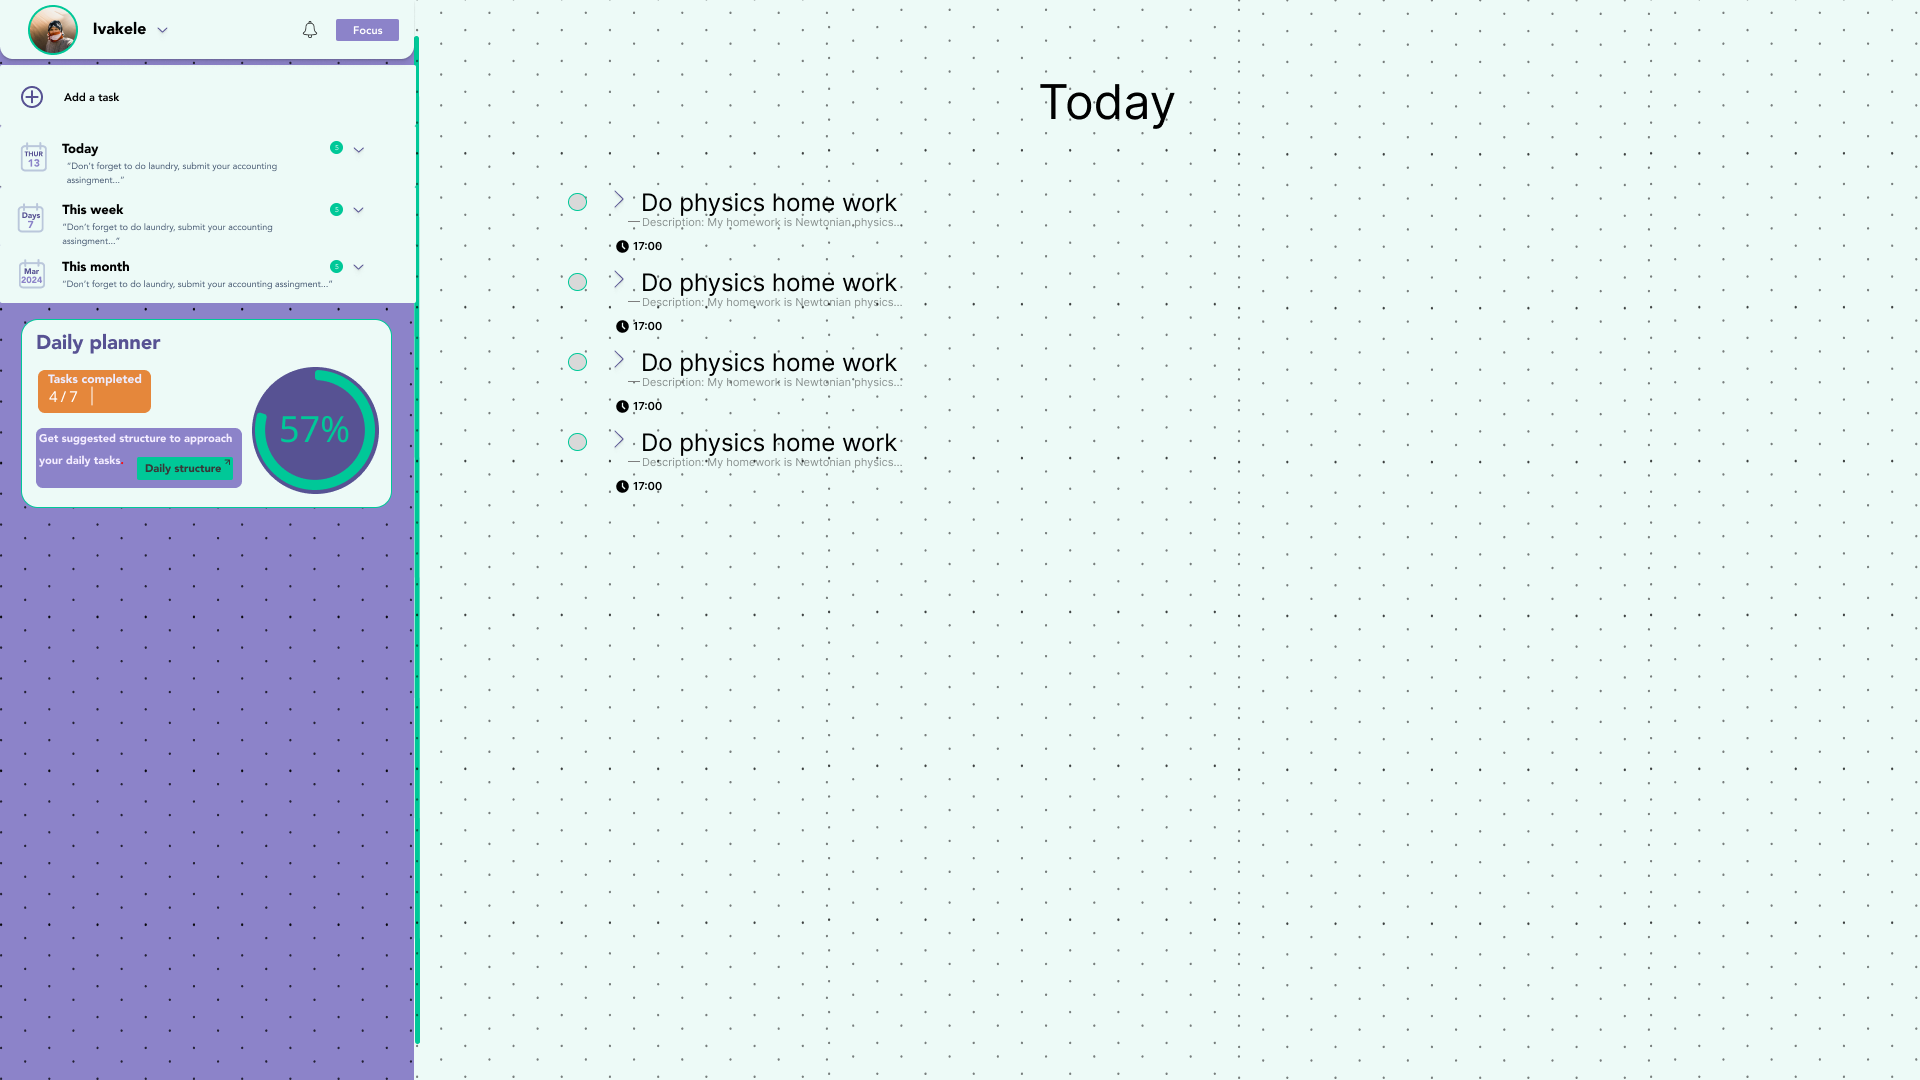 Ivakele
Focus
Add a task
THUR
13
Today
5
"Don't forget to do laundry, submit your accounting
assingment..."
Days
7
This week
5
"Don't forget to do laundry, submit your accounting
assingment..."
Mar
2024
This month
5
"Don't forget to do laundry, submit your accounting assingment..."
Daily planner
Tasks completed
4 / 7
57%
Get suggested structure to approach
your daily tasks.
Daily structure
Today
Do physics home work
Description: My homework is Newtonian physics...
17:00
Do physics home work
Description: My homework is Newtonian physics...
17:00
Do physics home work
Description: My homework is Newtonian physics...
17:00
Do physics home work
Description: My homework is Newtonian physics...
17:00